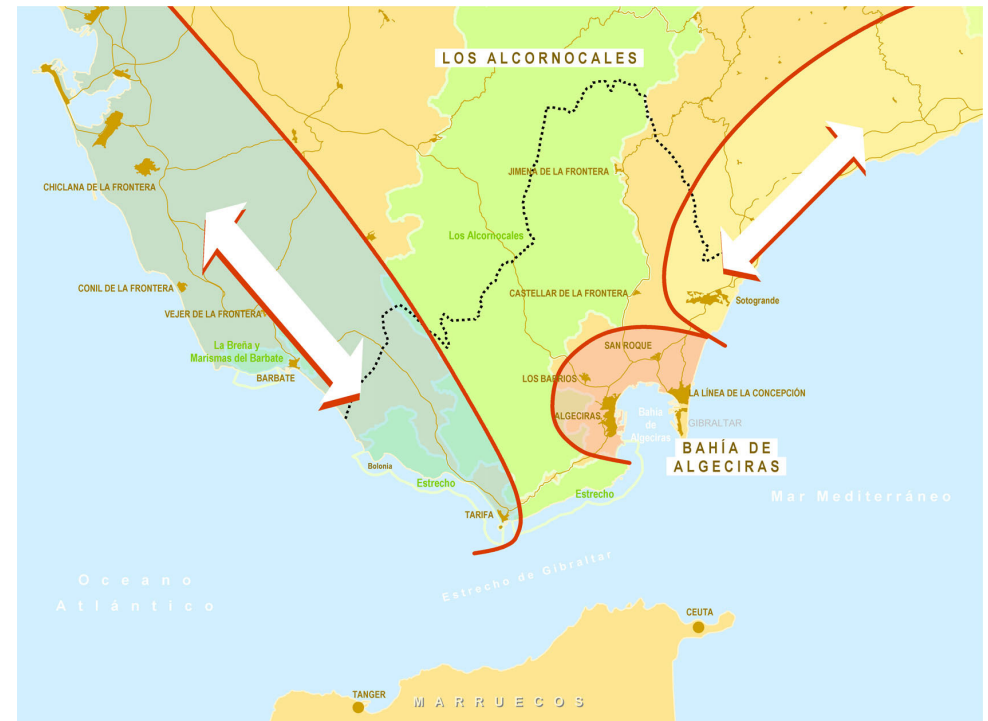 LOS ALCORNOCALES
JIMENA DE LA FRONTERA
CHICLANA DE LA FRONTERA
Los Alcornocales
CONIL DE LA FRONTERA
CASTELLAR DE LA FRONTERA
Sotogrande
VEJER DE LA FRONTERA
La Breña y
Marismas del Barbate
SAN ROQUE
BARBATE
LOS BARRIOS
LA LÍNEA DE LA CONCEPCIÓN
ALGECIRAS
Bahía
de
Algeciras
GIBRALTAR
BAHÍA DE
ALGECIRAS
Bolonia
Estrecho
Estrecho
Mar Mediterráneo
TARIFA
Estrecho de Gibraltar
Oceano
Atlántico
CEUTA
TANGER
MARRUECOS